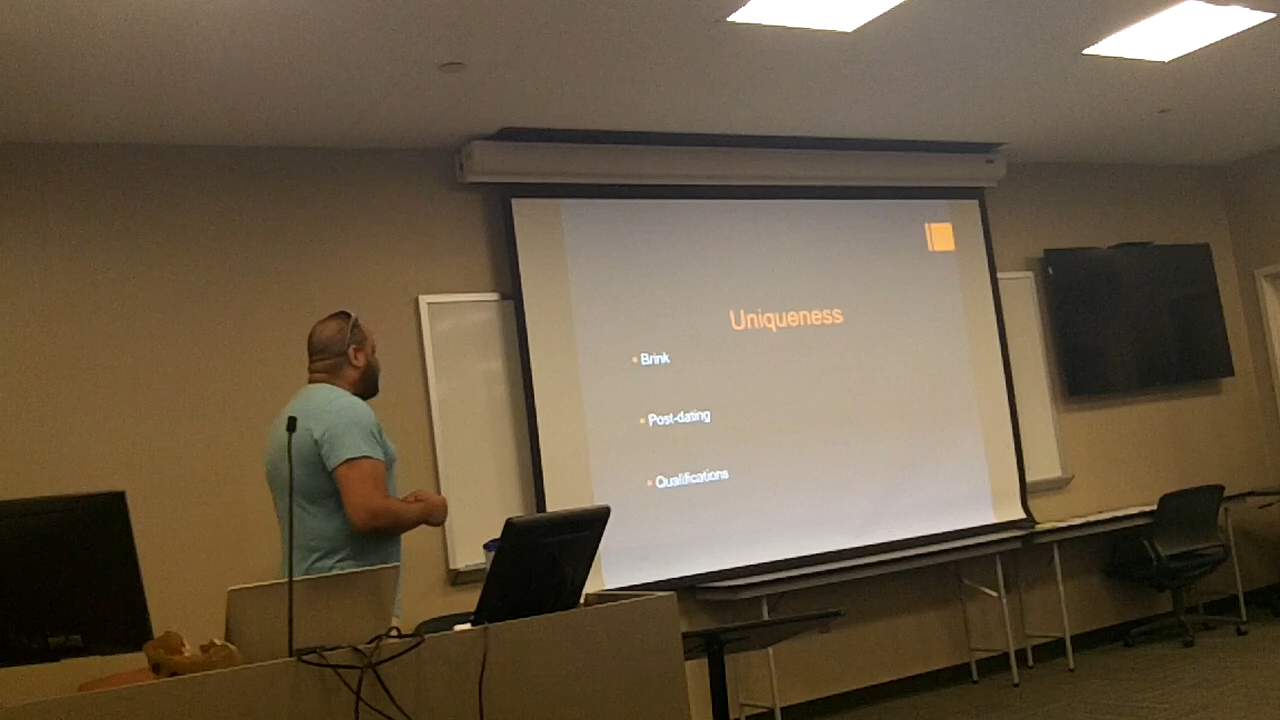 Uniqueness
• Brink
• Post-dating
• Qualifications